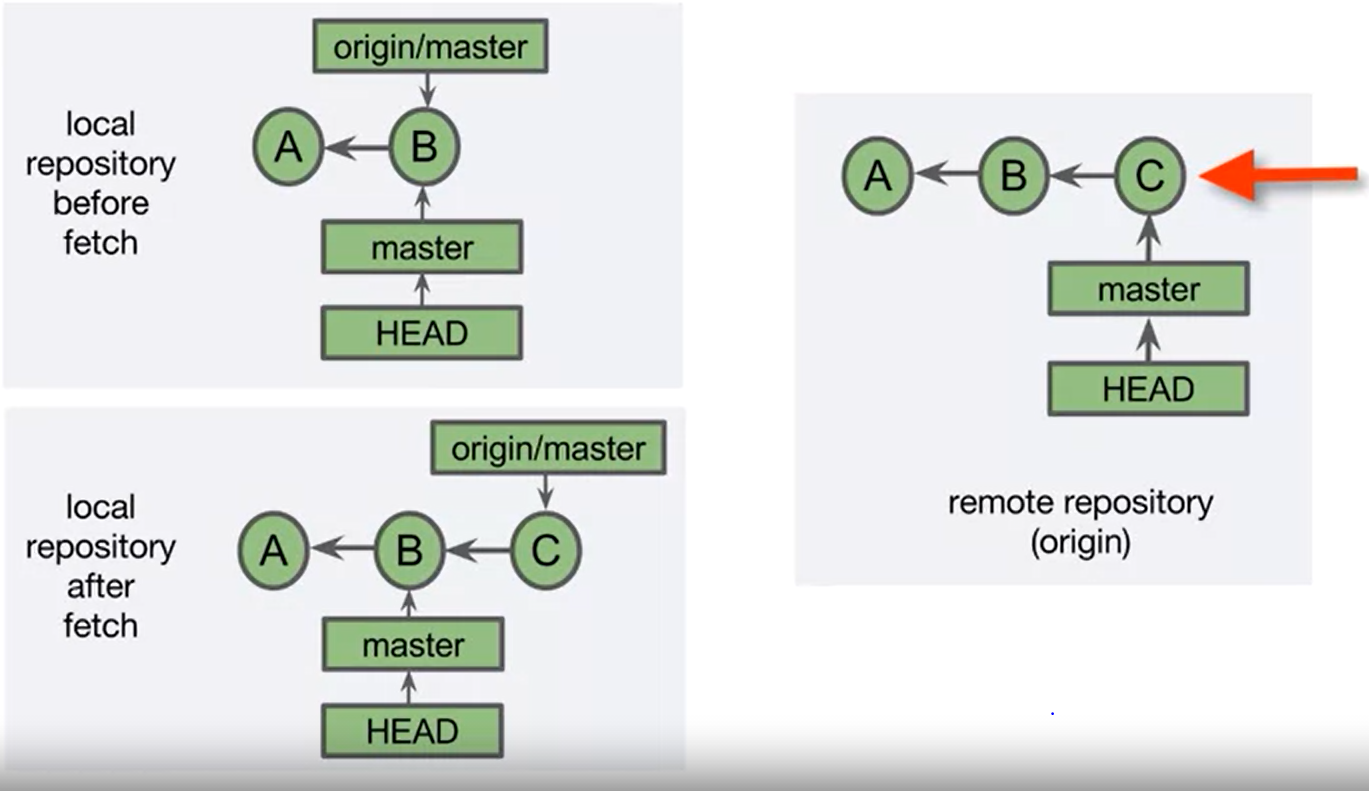 origin/master
local
repository
before
fetch
A
B
master
HEAD
origin/master
local
repository
after
fetch
A
B
C
master
HEAD
A
B
C
master
HEAD
remote repository
(origin)